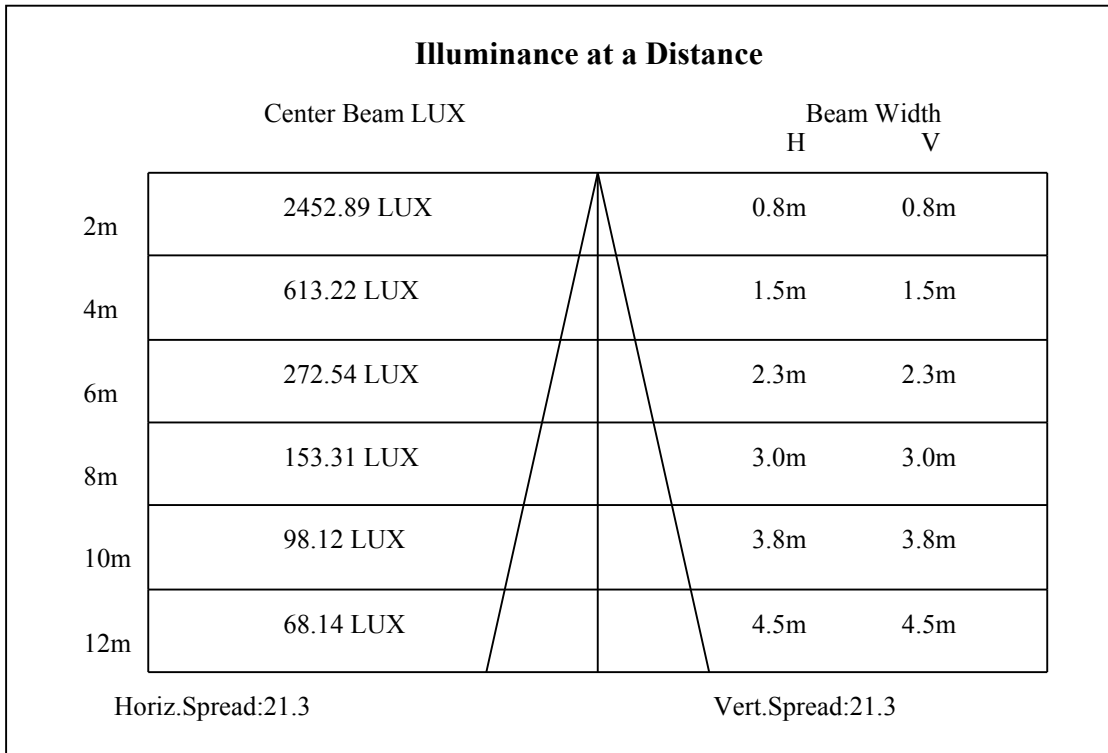 Illuminance at a Distance
Center Beam LUX Beam Width
H V
2m 2452.89 LUX 0.8m 0.8m
4m 613.22 LUX 1.5m 1.5m
6m 272.54 LUX 2.3m 2.3m
8m 153.31 LUX 3.0m 3.0m
10m 98.12 LUX 3.8m 3.8m
12m 68.14 LUX 4.5m 4.5m
Horiz.Spread:21.3 Vert.Spread:21.3